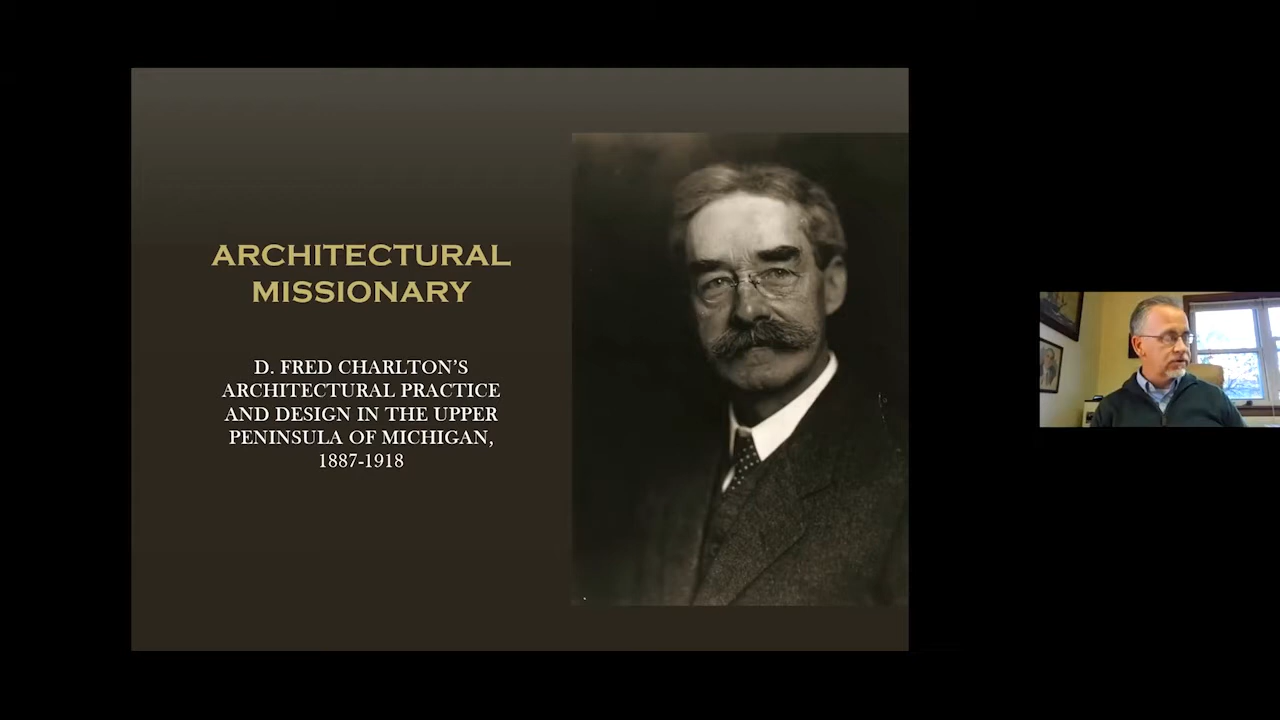 ARCHITECTURAL
MISSIONARY
D. FRED CHARLTON'S
ARCHITECTURAL PRACTICE
AND DESIGN IN THE UPPER
PENINSULA OF MICHIGAN,
1887-1918